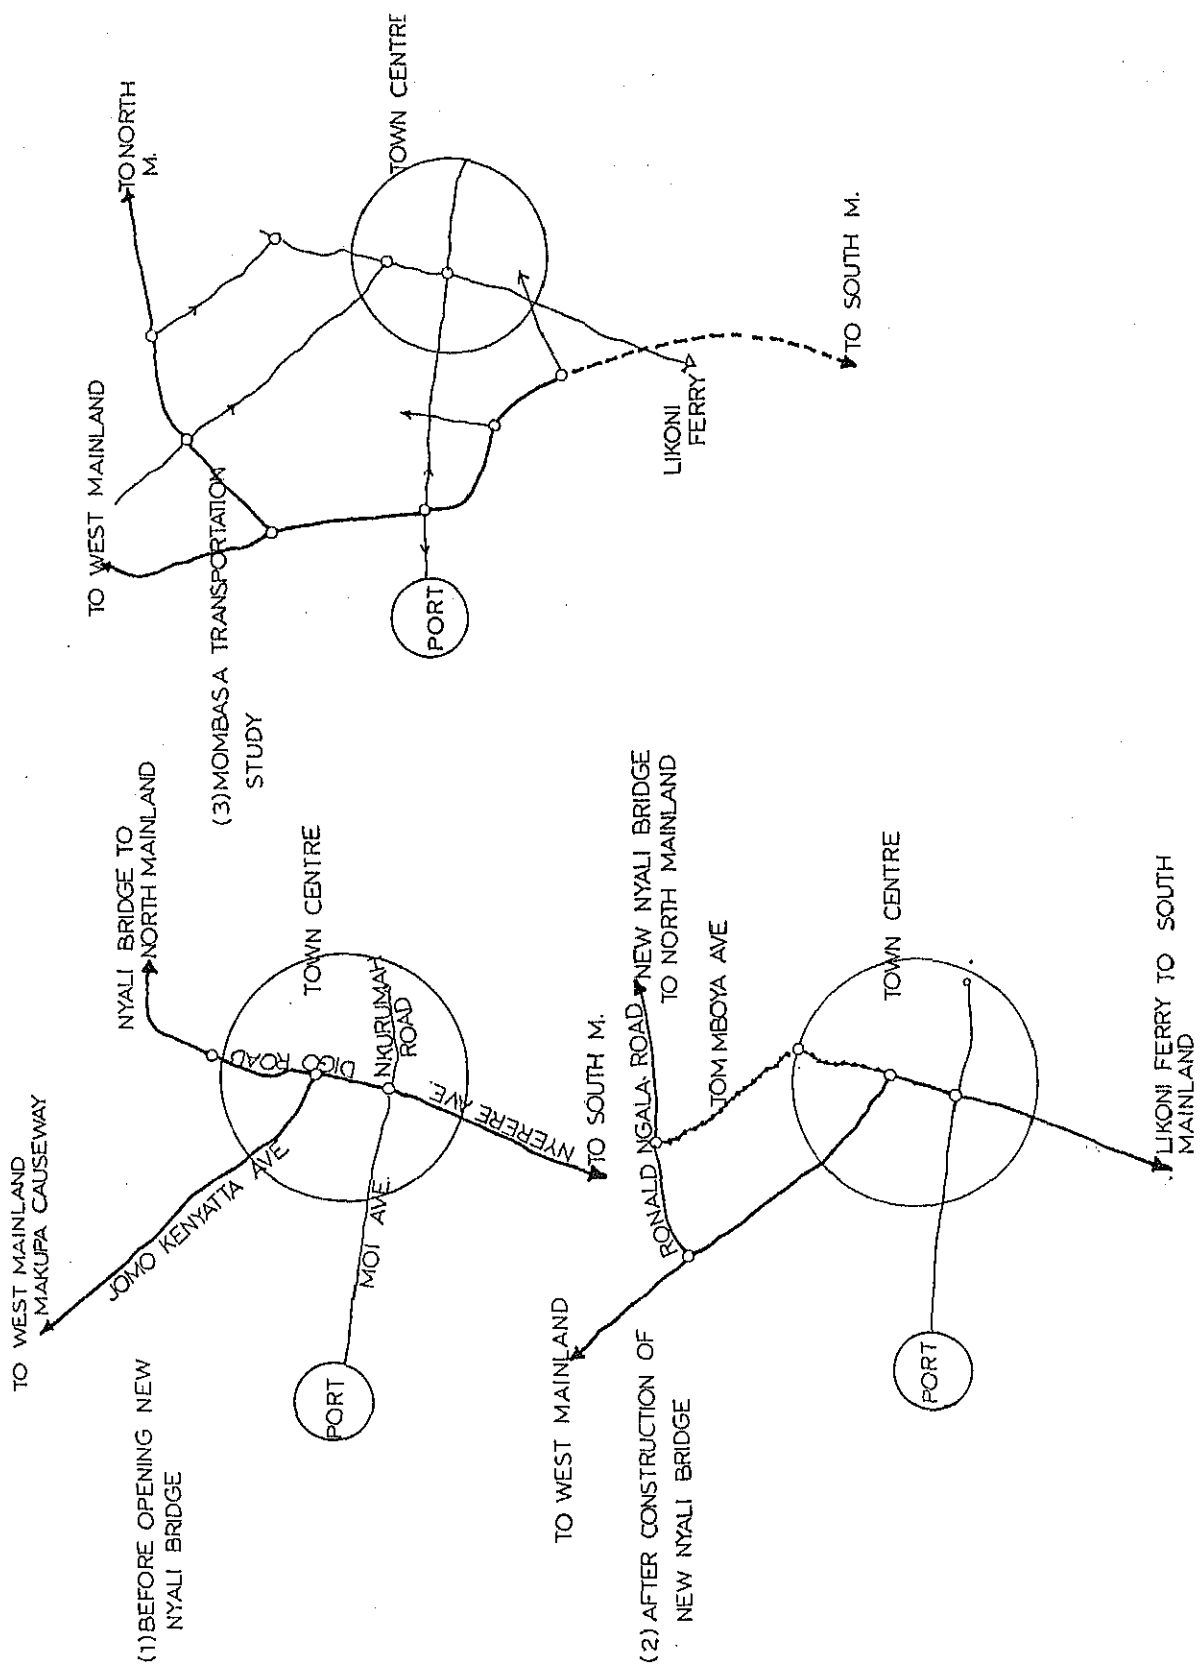 (1) BEFORE OPENING NEW
NYALI BRIDGE
TO WEST MAINLAND
MAKUPA CAUSEWAY
NYALI BRIDGE TO
NORTH MAINLAND
JOMO KENYATTA AVE
DIGO
ROAD
TOWN CENTRE
NKURUMAH
ROAD
MOI AVE.
PORT
NYERERE AVE.
TO SOUTH M.
(2) AFTER CONSTRUCTION OF
NEW NYALI BRIDGE
TO WEST MAINLAND
RONALD NGALA ROAD
NEW NYALI BRIDGE
TO NORTH MAINLAND
TOM MBOYA AVE
TOWN CENTRE
PORT
LIKONI FERRY TO SOUTH
MAINLAND
(3) MOMBASA TRANSPORTATION
STUDY
TO WEST MAINLAND
TO NORTH
M.
TOWN CENTRE
PORT
LIKONI
FERRY
TO SOUTH M.